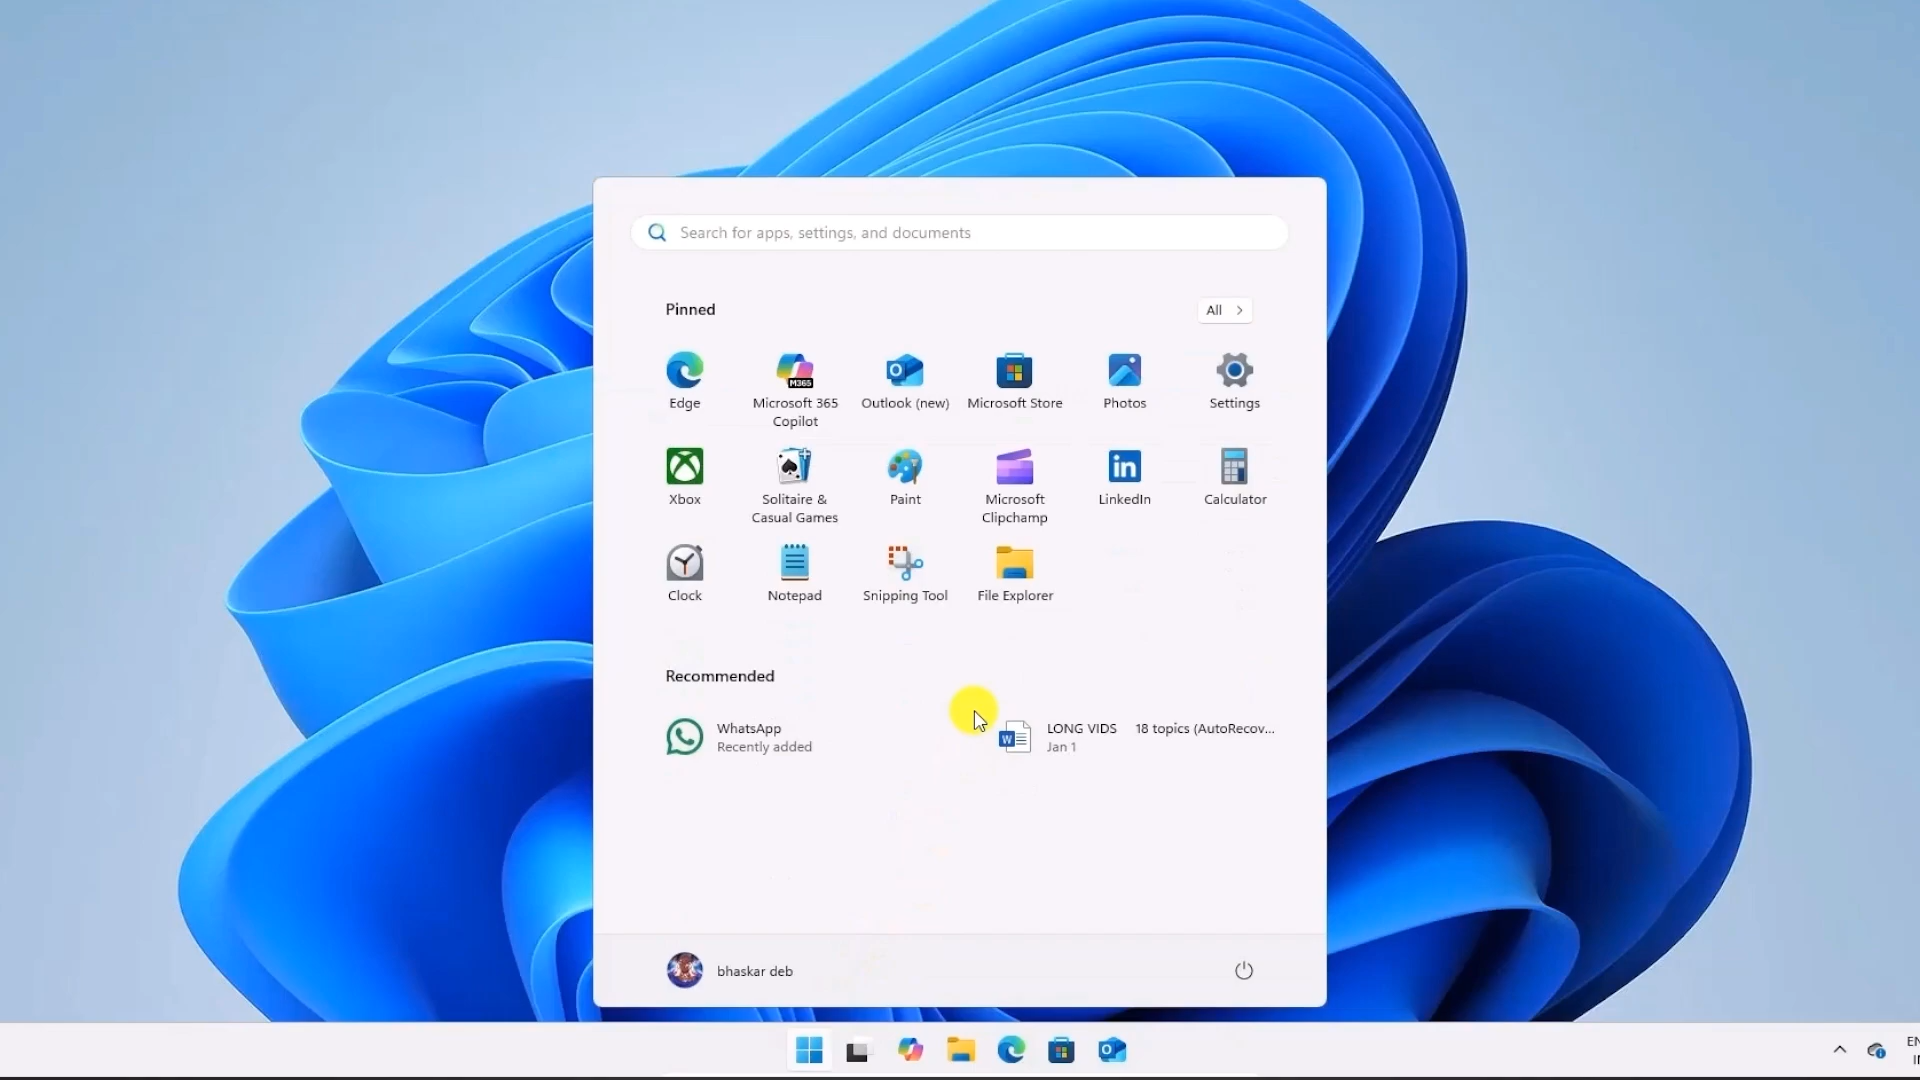 Search for apps, settings, and documents
Pinned
All
Edge
Microsoft 365
Copilot
Outlook (new)
Microsoft Store
Photos
Settings
M365
Xbox
Solitaire &
Casual Games
Paint
Microsoft
Clipchamp
LinkedIn
Calculator
in
Clock
Notepad
Snipping Tool
File Explorer
Recommended
WhatsApp
Recently added
LONG VIDS 18 topics (AutoRecov...
Jan 1
W
bhaskar deb